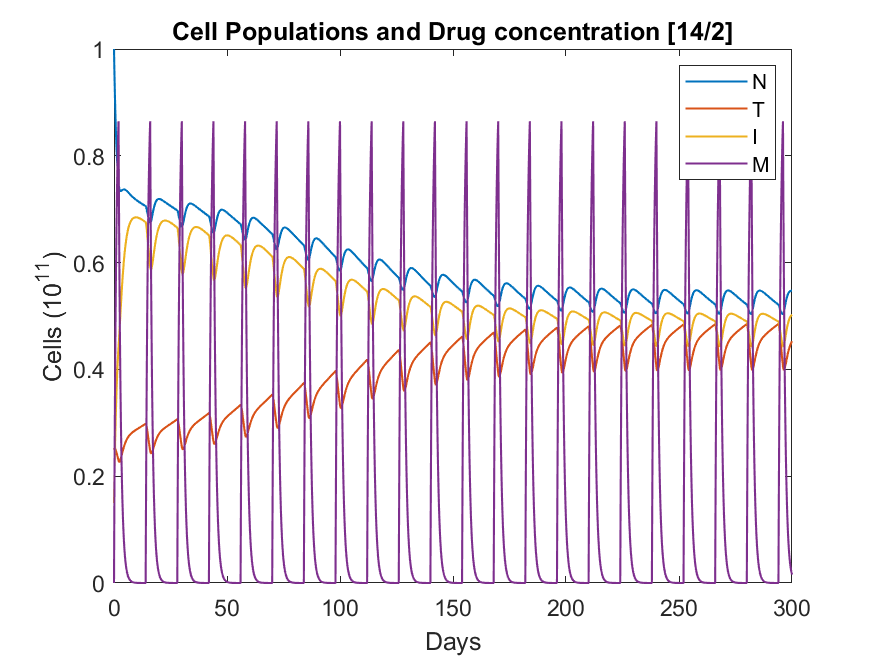 Cell Populations and Drug concentration [14/2]
N
T
I
M
1
0.8
0.6
0.4
0.2
0
Cells (10^11)
0 50 100 150 200 250 300
Days